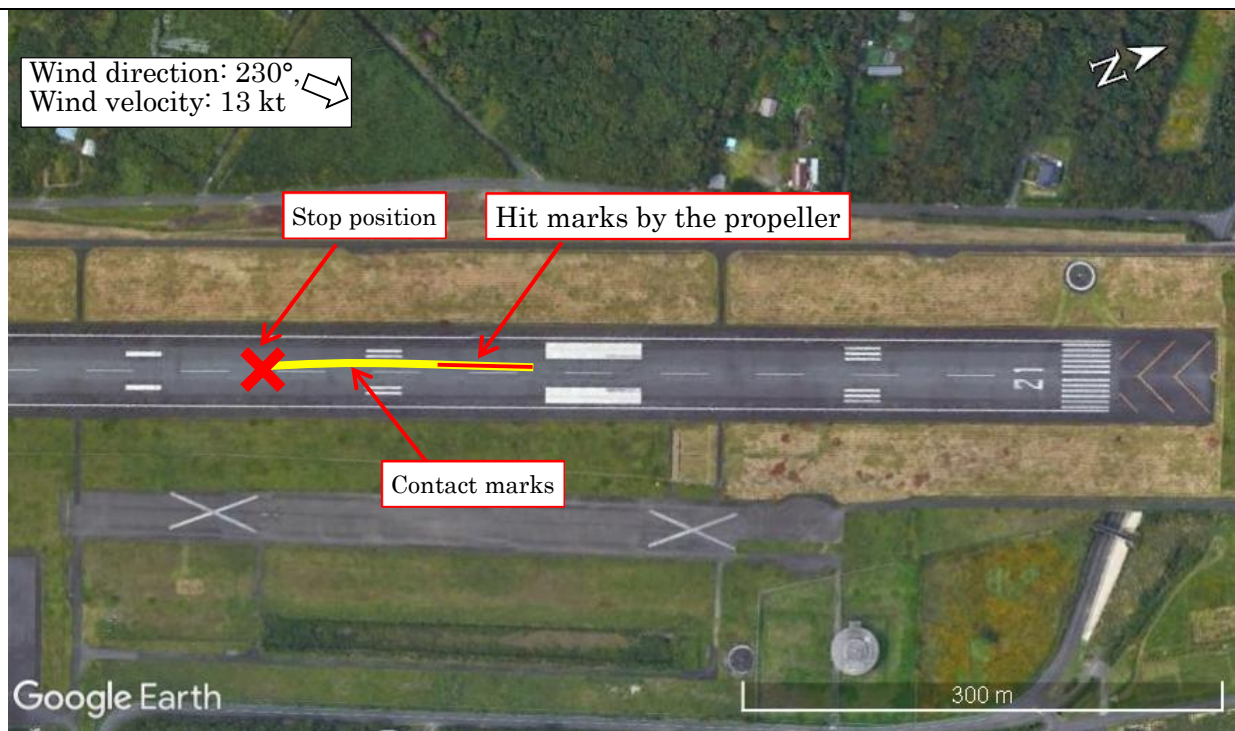 Wind direction: 230°,
Wind velocity: 13 kt
N
Stop position
Hit marks by the propeller
21
Contact marks
Google Earth
300 m